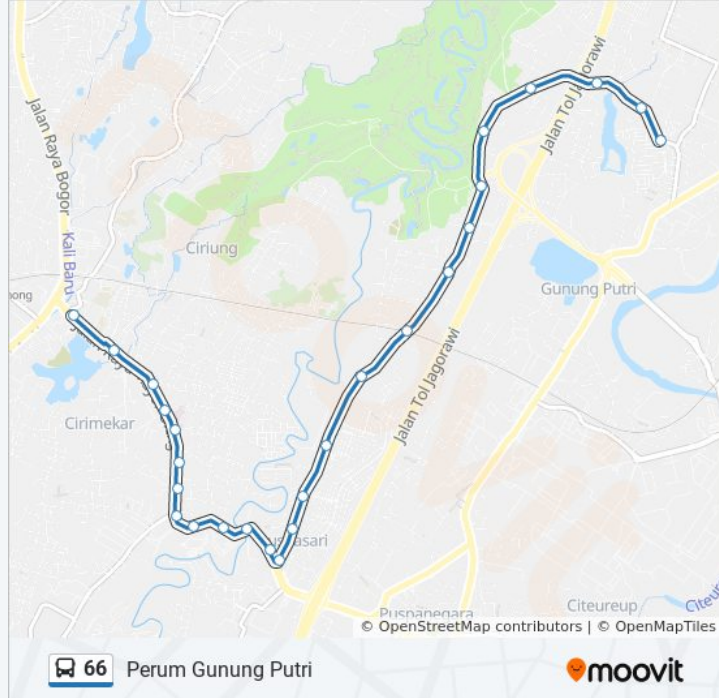 Jalan Raya Bogor
Kali Baru
Jalan Tol Jagorawi
Ciriung
Gunung Putri
Jalan Tol Jagorawi
Cirimekar
Puspanegara
Citeureup
© OpenStreetMap contributors | © OpenMapTiles
66 Perum Gunung Putri
moovit